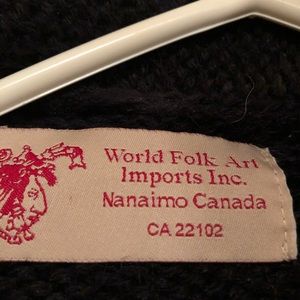 World Folk Art
Imports Inc.
Nanaimo Canada
CA 22102